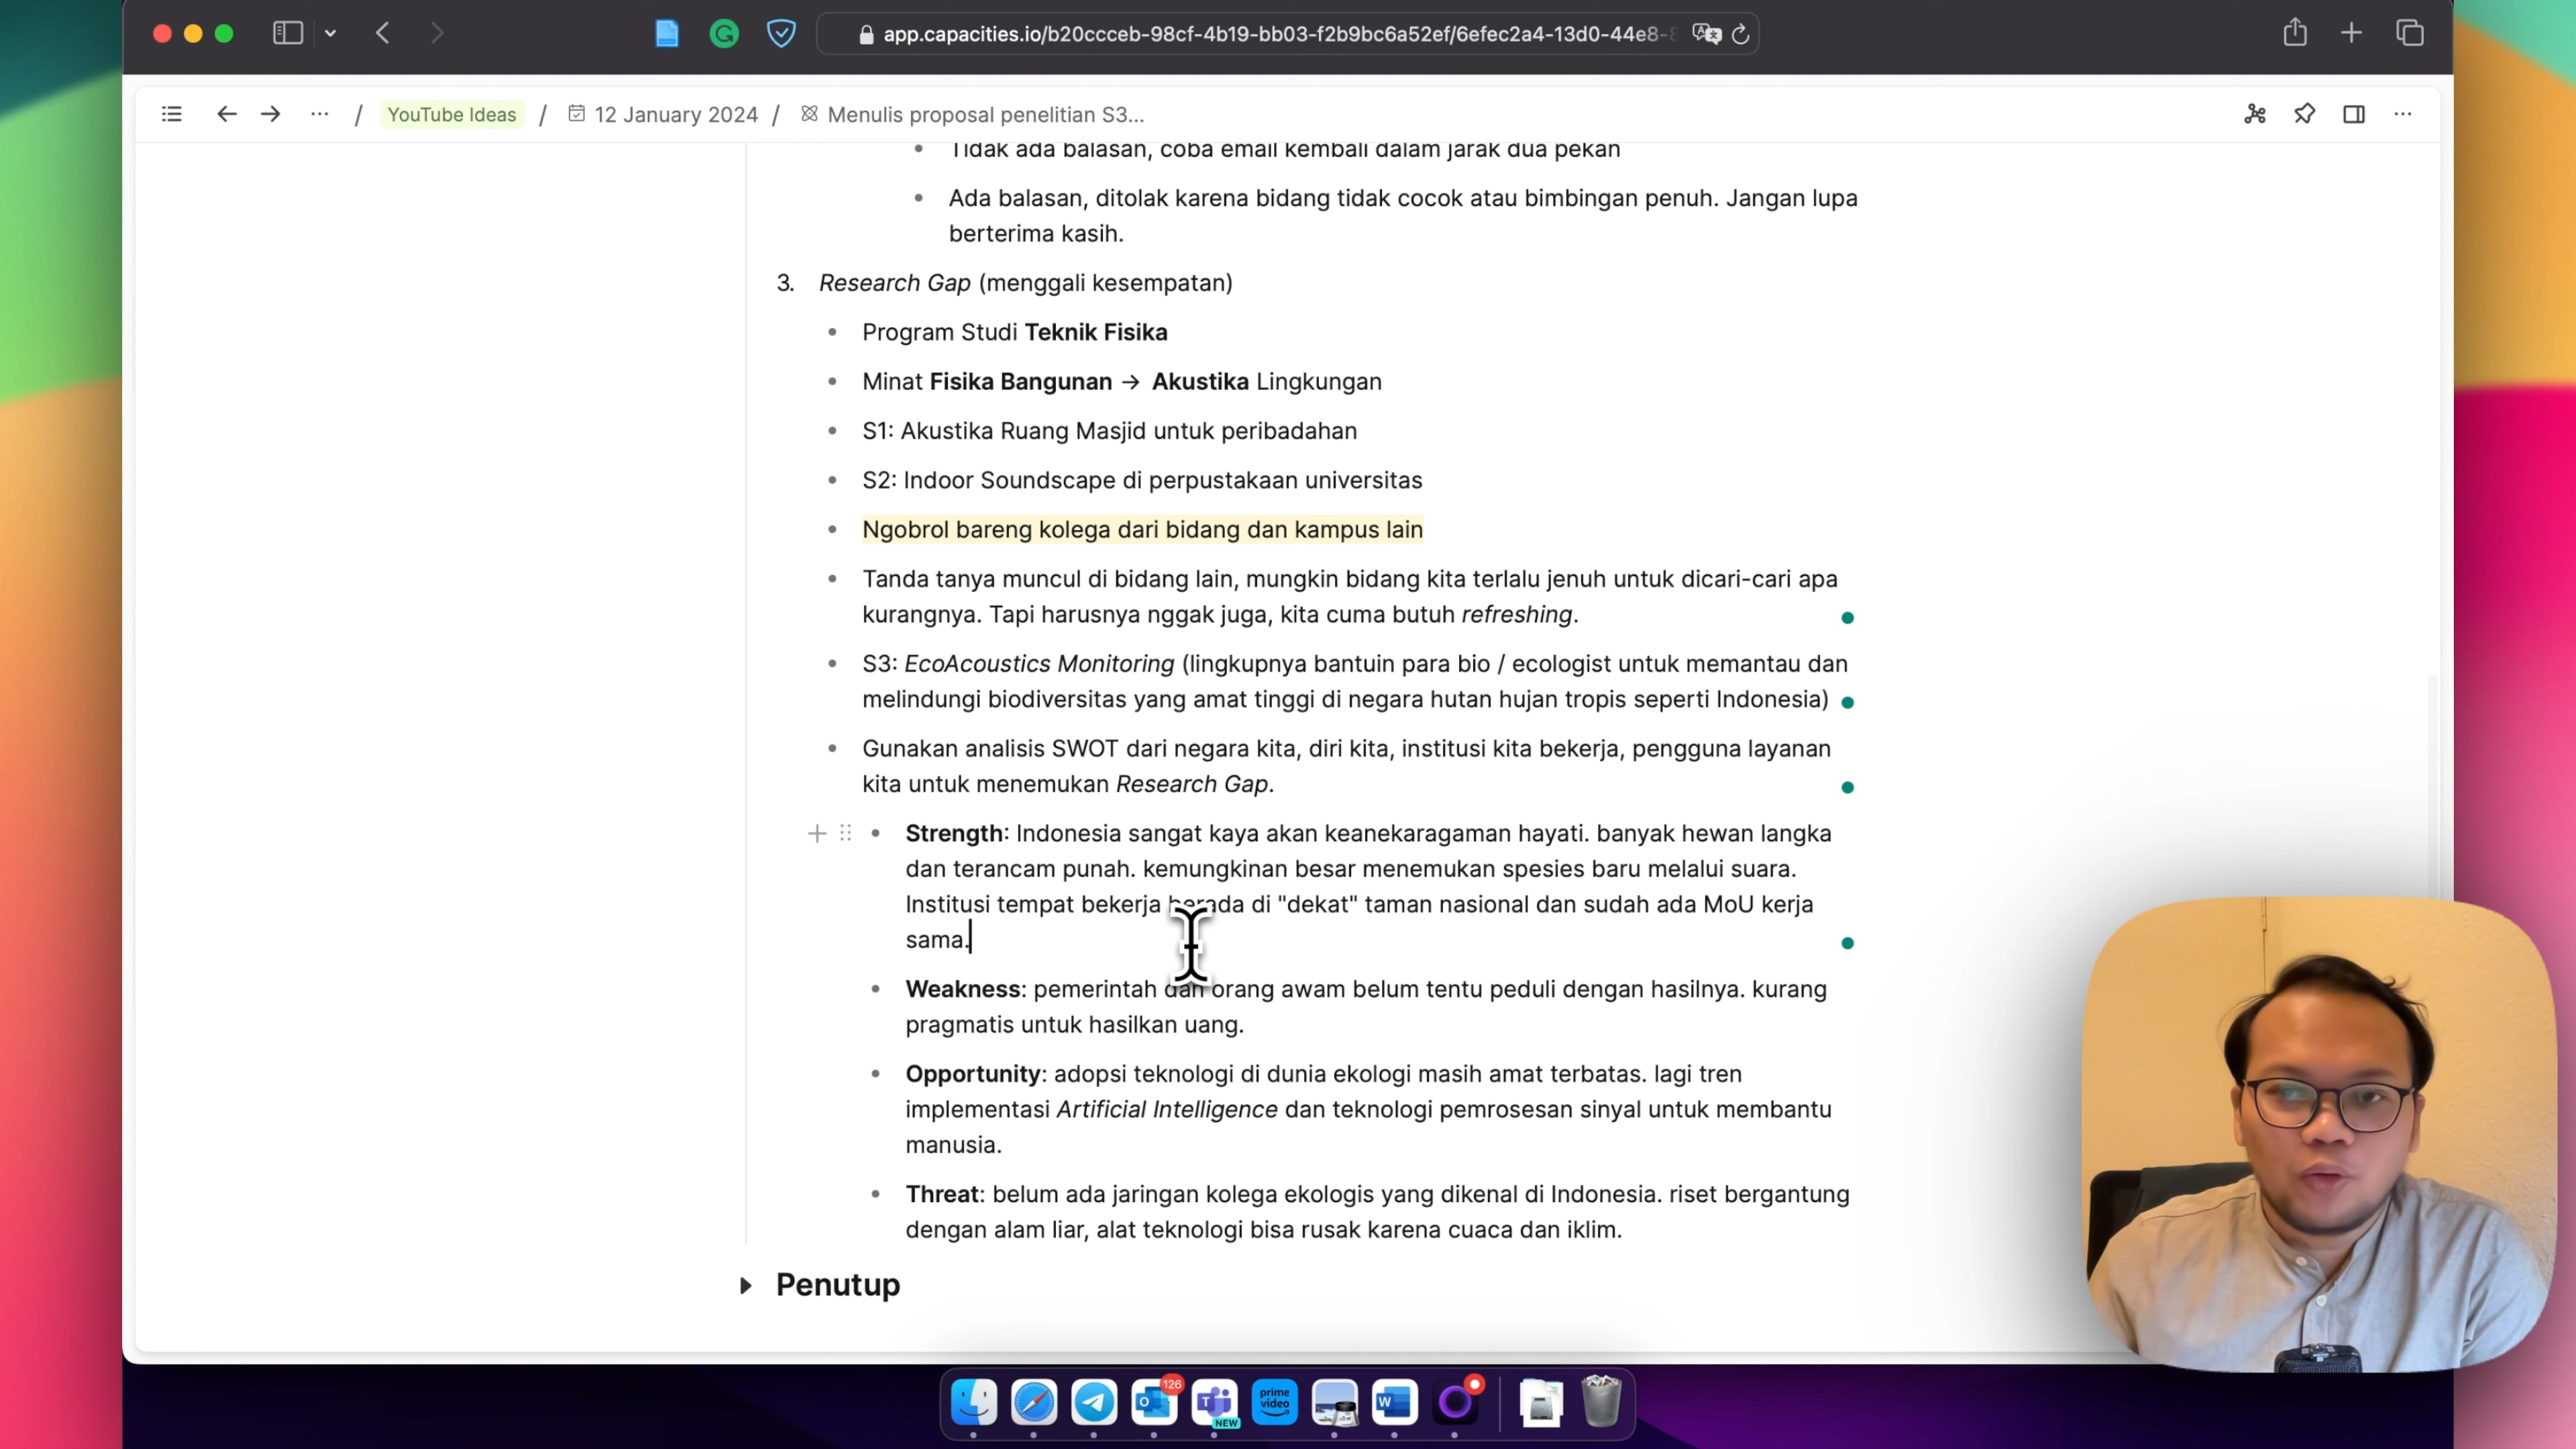 app.capacities.io/b20ccceb-98cf-4b19-bb03-f2b9bc6a52ef/6efec2a4-13d0-44e8-8
/ YouTube Ideas / 12 January 2024 / Menulis proposal penelitian S3...
Tidak ada balasan, coba email kembali dalam jarak dua pekan
Ada balasan, ditolak karena bidang tidak cocok atau bimbingan penuh. Jangan lupa
berterima kasih.
3. Research Gap (menggali kesempatan)
Program Studi Teknik Fisika
Minat Fisika Bangunan → Akustika Lingkungan
S1: Akustika Ruang Masjid untuk peribadahan
S2: Indoor Soundscape di perpustakaan universitas
Ngobrol bareng kolega dari bidang dan kampus lain
Tanda tanya muncul di bidang lain, mungkin bidang kita terlalu jenuh untuk dicari-cari apa
kurangnya. Tapi harusnya nggak juga, kita cuma butuh refreshing.
S3: EcoAcoustics Monitoring (lingkupnya bantuin para bio / ecologist untuk memantau dan
melindungi biodiversitas yang amat tinggi di negara hutan hujan tropis seperti Indonesia)
Gunakan analisis SWOT dari negara kita, diri kita, institusi kita bekerja, pengguna layanan
kita untuk menemukan Research Gap.
Strength: Indonesia sangat kaya akan keanekaragaman hayati. banyak hewan langka
dan terancam punah. kemungkinan besar menemukan spesies baru melalui suara.
Institusi tempat bekerja berada di "dekat" taman nasional dan sudah ada MoU kerja
sama.
Weakness: pemerintah dan orang awam belum tentu peduli dengan hasilnya. kurang
pragmatis untuk hasilkan uang.
Opportunity: adopsi teknologi di dunia ekologi masih amat terbatas. lagi tren
implementasi Artificial Intelligence dan teknologi pemrosesan sinyal untuk membantu
manusia.
Threat: belum ada jaringan kolega ekologis yang dikenal di Indonesia. riset bergantung
dengan alam liar, alat teknologi bisa rusak karena cuaca dan iklim.
Penutup
126
NEW
prime
video